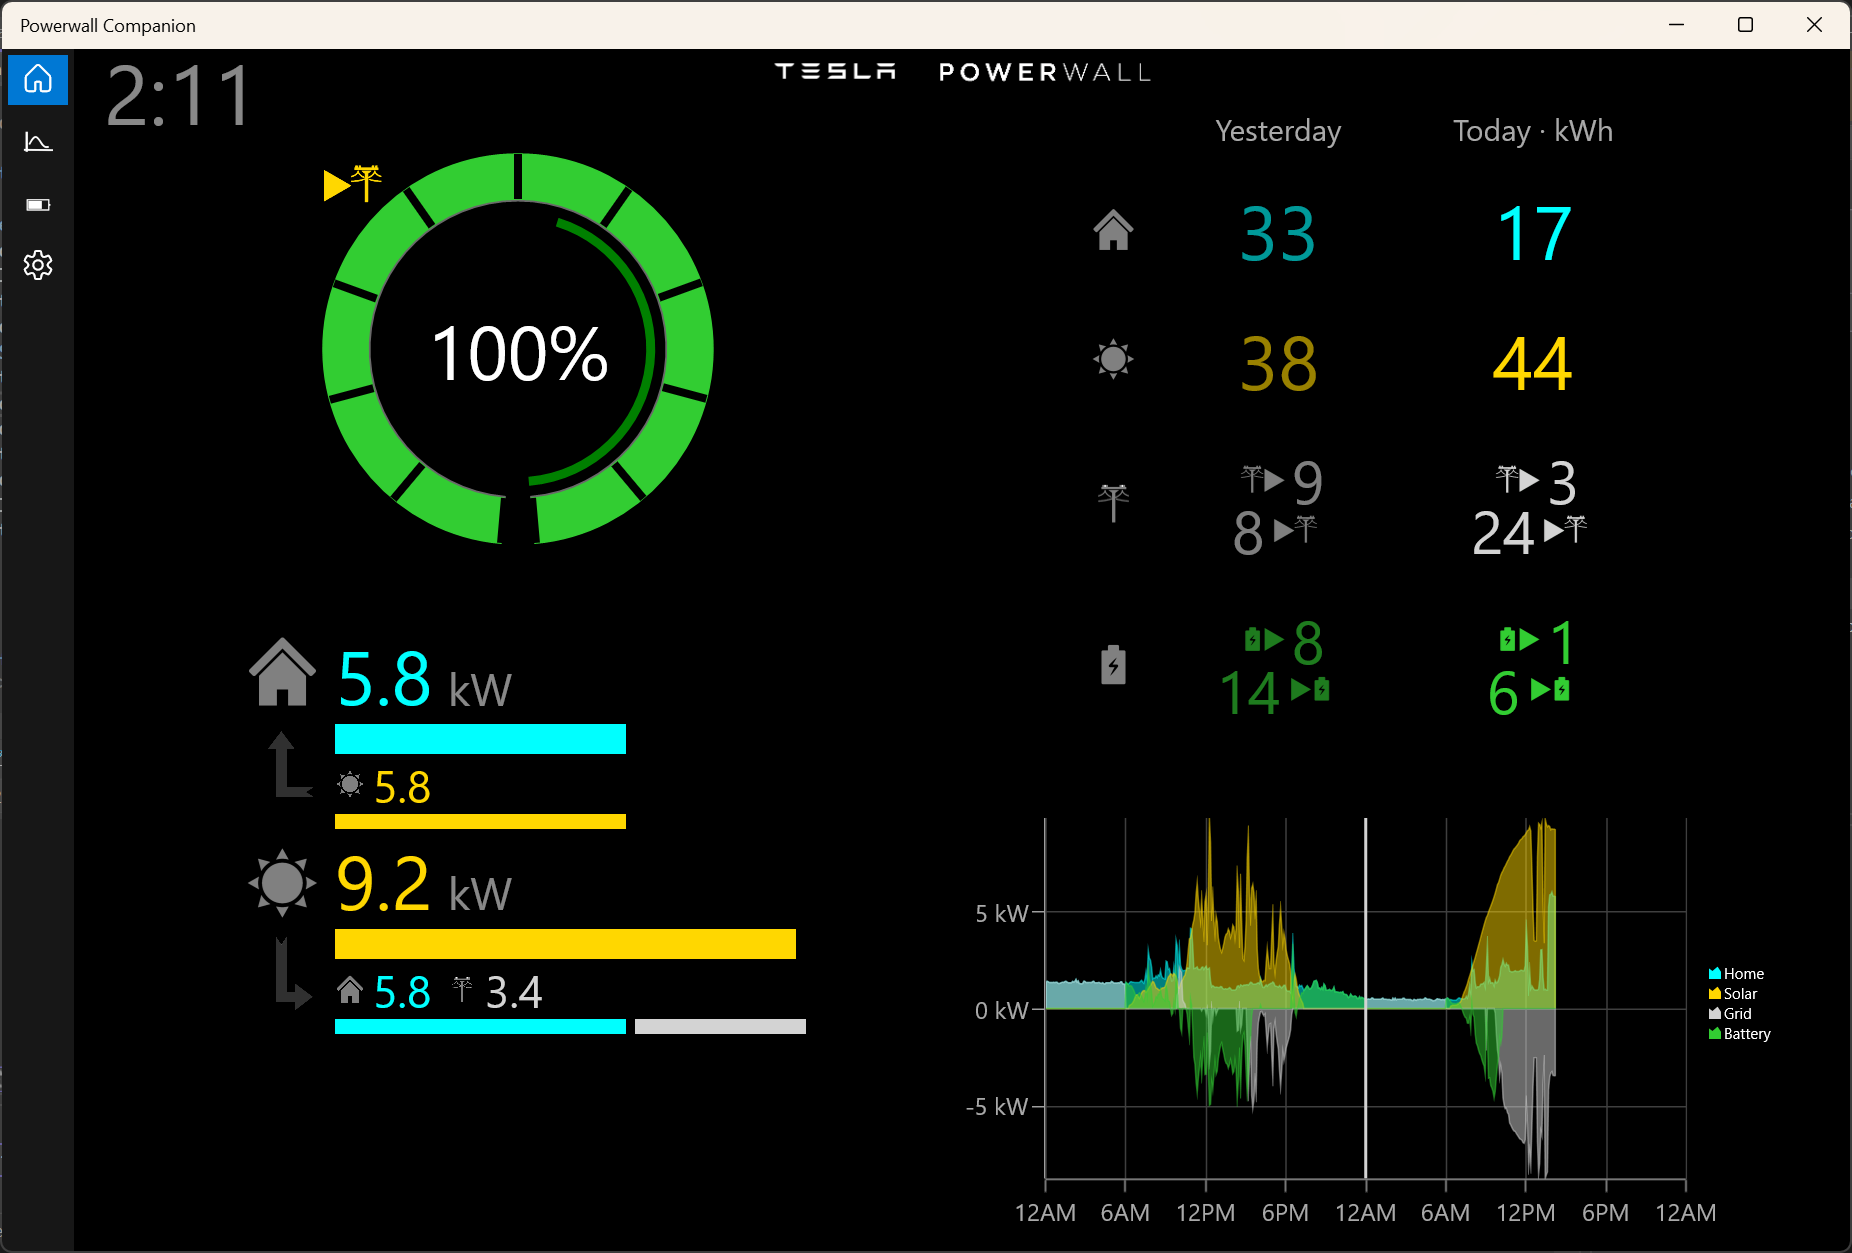 Powerwall Companion
2:11
TESLA POWERWALL
Yesterday Today · kWh
33 17
38 44
9 3
8 24
8 1
14 6
100%
5.8 kW
5.8
9.2 kW
5.8 3.4
5 kW
0 kW
-5 kW
12AM 6AM 12PM 6PM 12AM 6AM 12PM 6PM 12AM
Home
Solar
Grid
Battery